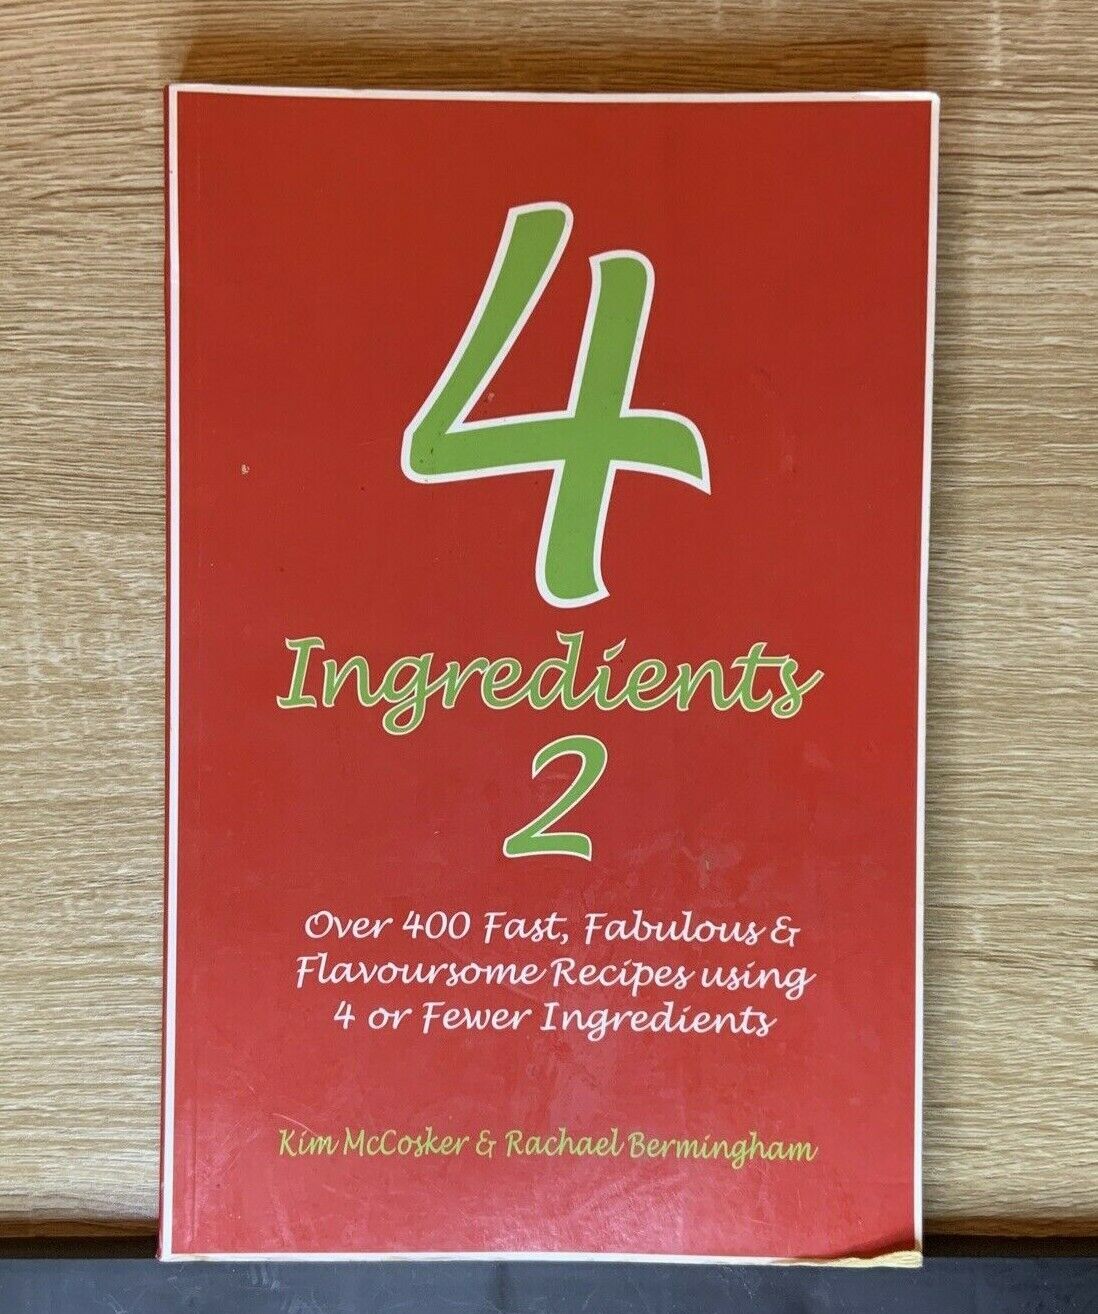 4
Ingredients
2
Over 400 Fast, Fabulous &
Flavoursome Recipes using
4 or Fewer Ingredients
Kim McCosker & Rachael Bermingham